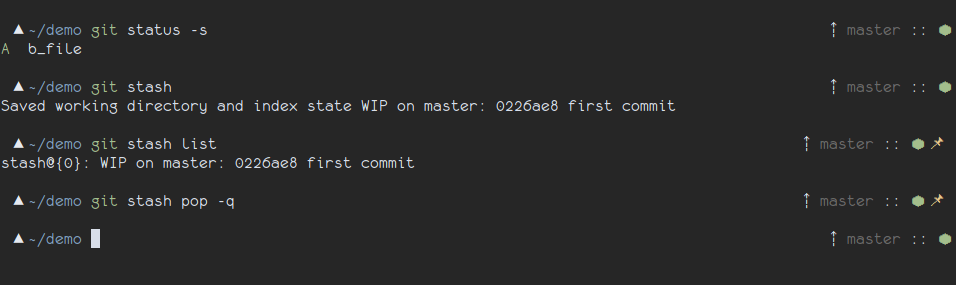 ▲ ~/demo git status -s ⇡ master :: ⬢
A b_file
▲ ~/demo git stash ⇡ master :: ⬢
Saved working directory and index state WIP on master: 0226ae8 first commit
▲ ~/demo git stash list ⇡ master :: ⬢ 📌
stash@{0}: WIP on master: 0226ae8 first commit
▲ ~/demo git stash pop -q ⇡ master :: ⬢ 📌
▲ ~/demo ⇡ master :: ⬢